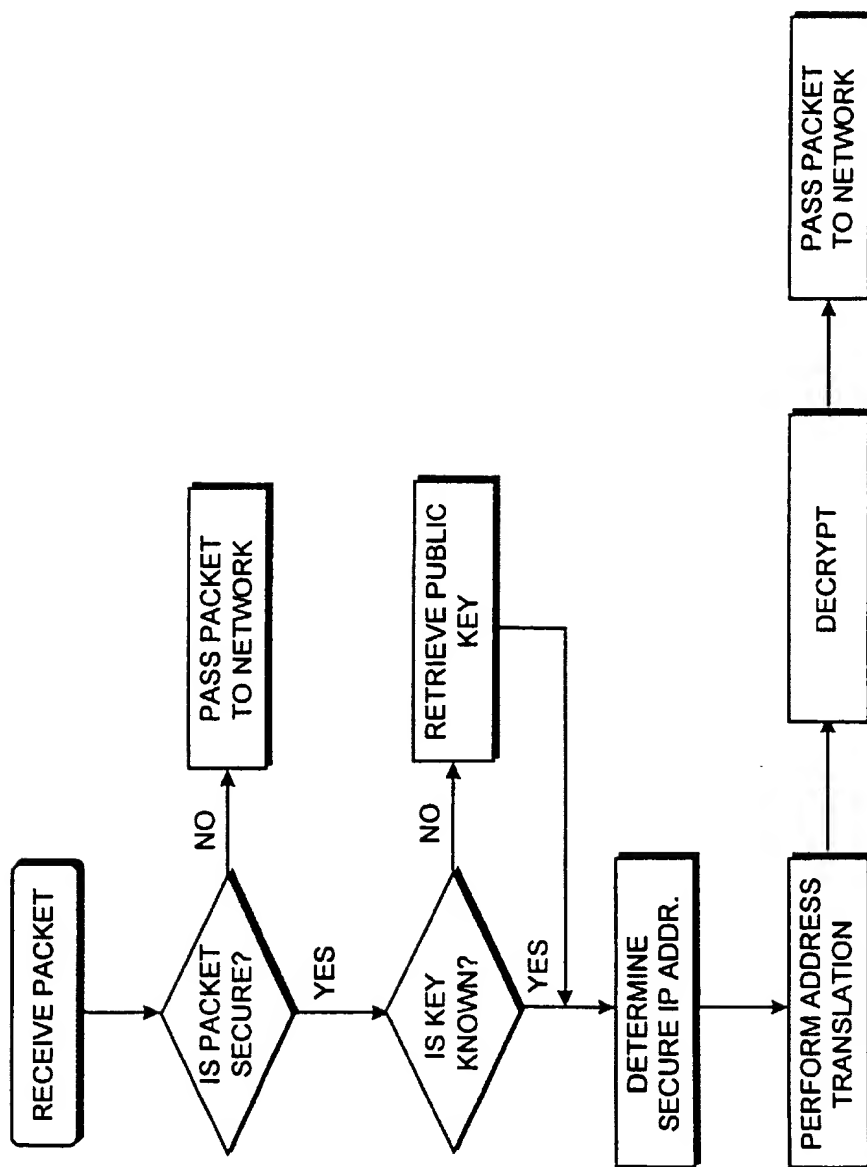 RECEIVE PACKET
IS PACKET
SECURE?
NO
PASS PACKET
TO NETWORK
YES
IS KEY
KNOWN?
NO
RETRIEVE PUBLIC
KEY
YES
DETERMINE
SECURE IP ADDR.
PERFORM ADDRESS
TRANSLATION
DECRYPT
PASS PACKET
TO NETWORK